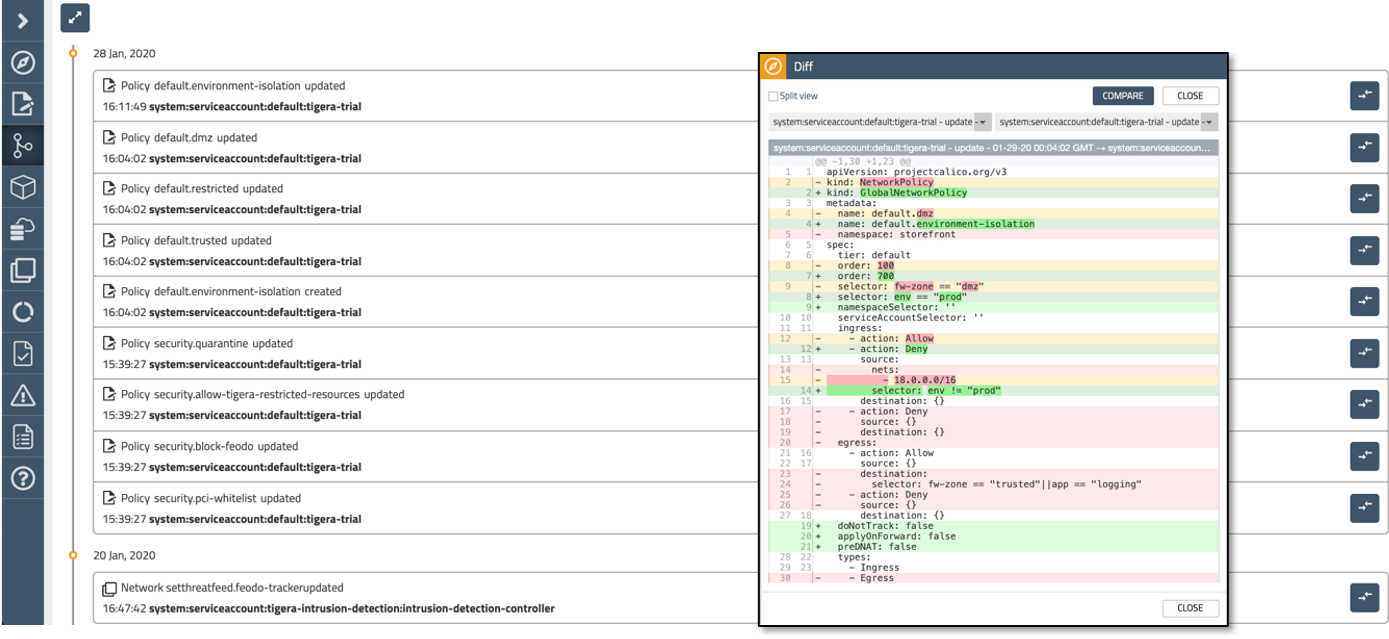 28 Jan, 2020
Policy default.environment-isolation updated
16:11:49 system:serviceaccount:default:tigera-trial
Policy default.dmz updated
16:04:02 system:serviceaccount:default:tigera-trial
Policy default.restricted updated
16:04:02 system:serviceaccount:default:tigera-trial
Policy default.trusted updated
16:04:02 system:serviceaccount:default:tigera-trial
Policy default.environment-isolation created
16:04:02 system:serviceaccount:default:tigera-trial
Policy security.quarantine updated
15:39:27 system:serviceaccount:default:tigera-trial
Policy security.allow-tigera-restricted-resources updated
15:39:27 system:serviceaccount:default:tigera-trial
Policy security.block-feodo updated
15:39:27 system:serviceaccount:default:tigera-trial
Policy security.pci-whitelist updated
15:39:27 system:serviceaccount:default:tigera-trial
20 Jan, 2020
Network setthreatfeed.feodo-trackerupdated
16:47:42 system:serviceaccount:tigera-intrusion-detection:intrusion-detection-controller
Diff
Split view
COMPARE
CLOSE
system:serviceaccount:default:tigera-trial - update -
system:serviceaccount:default:tigera-trial - update -
system:serviceaccount:default:tigera-trial - update - 01-29-20 00:04:02 GMT → system:serviceaccoun...
@@ -1,30 +1,23 @@
1 1 apiVersion: projectcalico.org/v3
2 - kind: NetworkPolicy
2 + kind: GlobalNetworkPolicy
3 3 metadata:
4 - name: default.dmz
4 + name: default.environment-isolation
5 - namespace: storefront
6 5 spec:
7 6 tier: default
8 - order: 100
7 + order: 700
9 - selector: fw-zone == "dmz"
8 + selector: env == "prod"
9 + namespaceSelector: ''
10 10 serviceAccountSelector: ''
11 11 ingress:
12 - - action: Allow
12 + - action: Deny
13 13 source:
14 - nets:
15 - - 18.0.0.0/16
14 + selector: env != "prod"
16 15 destination: {}
17 - - action: Deny
18 - source: {}
19 - destination: {}
20 - egress:
21 16 - action: Allow
22 17 source: {}
23 - destination:
24 - selector: fw-zone == "trusted"||app == "logging"
25 - - action: Deny
26 - source: {}
27 18 destination: {}
19 + doNotTrack: false
20 + applyOnForward: false
21 + preDNAT: false
28 22 types:
29 23 - Ingress
30 - - Egress
CLOSE